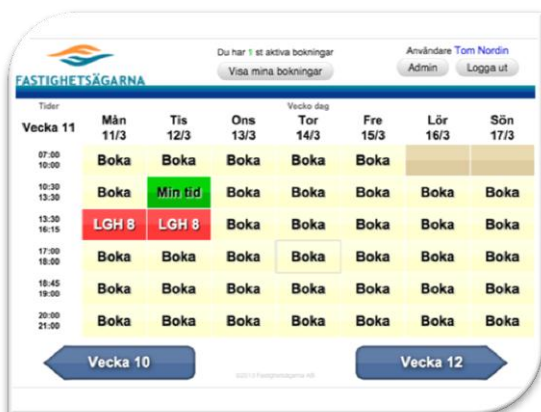 Du har 1 st aktiva bokningar
Användare Tom Nordin
FASTIGHETSÄGARNA
Visa mina bokningar
Admin
Logga ut
Tider
Vecko dag
Vecka 11
Mån 11/3
Tis 12/3
Ons 13/3
Tor 14/3
Fre 15/3
Lör 16/3
Sön 17/3
07:00 10:00 Boka Boka Boka Boka Boka
10:30 13:30 Boka Min tid Boka Boka Boka Boka Boka
13:30 16:15 LGH 8 LGH 8 Boka Boka Boka Boka Boka
17:00 18:00 Boka Boka Boka Boka Boka Boka Boka
18:45 19:00 Boka Boka Boka Boka Boka Boka Boka
20:00 21:00 Boka Boka Boka Boka Boka Boka Boka
Vecka 10
Vecka 12
©2013 Fastighetsägarna AB